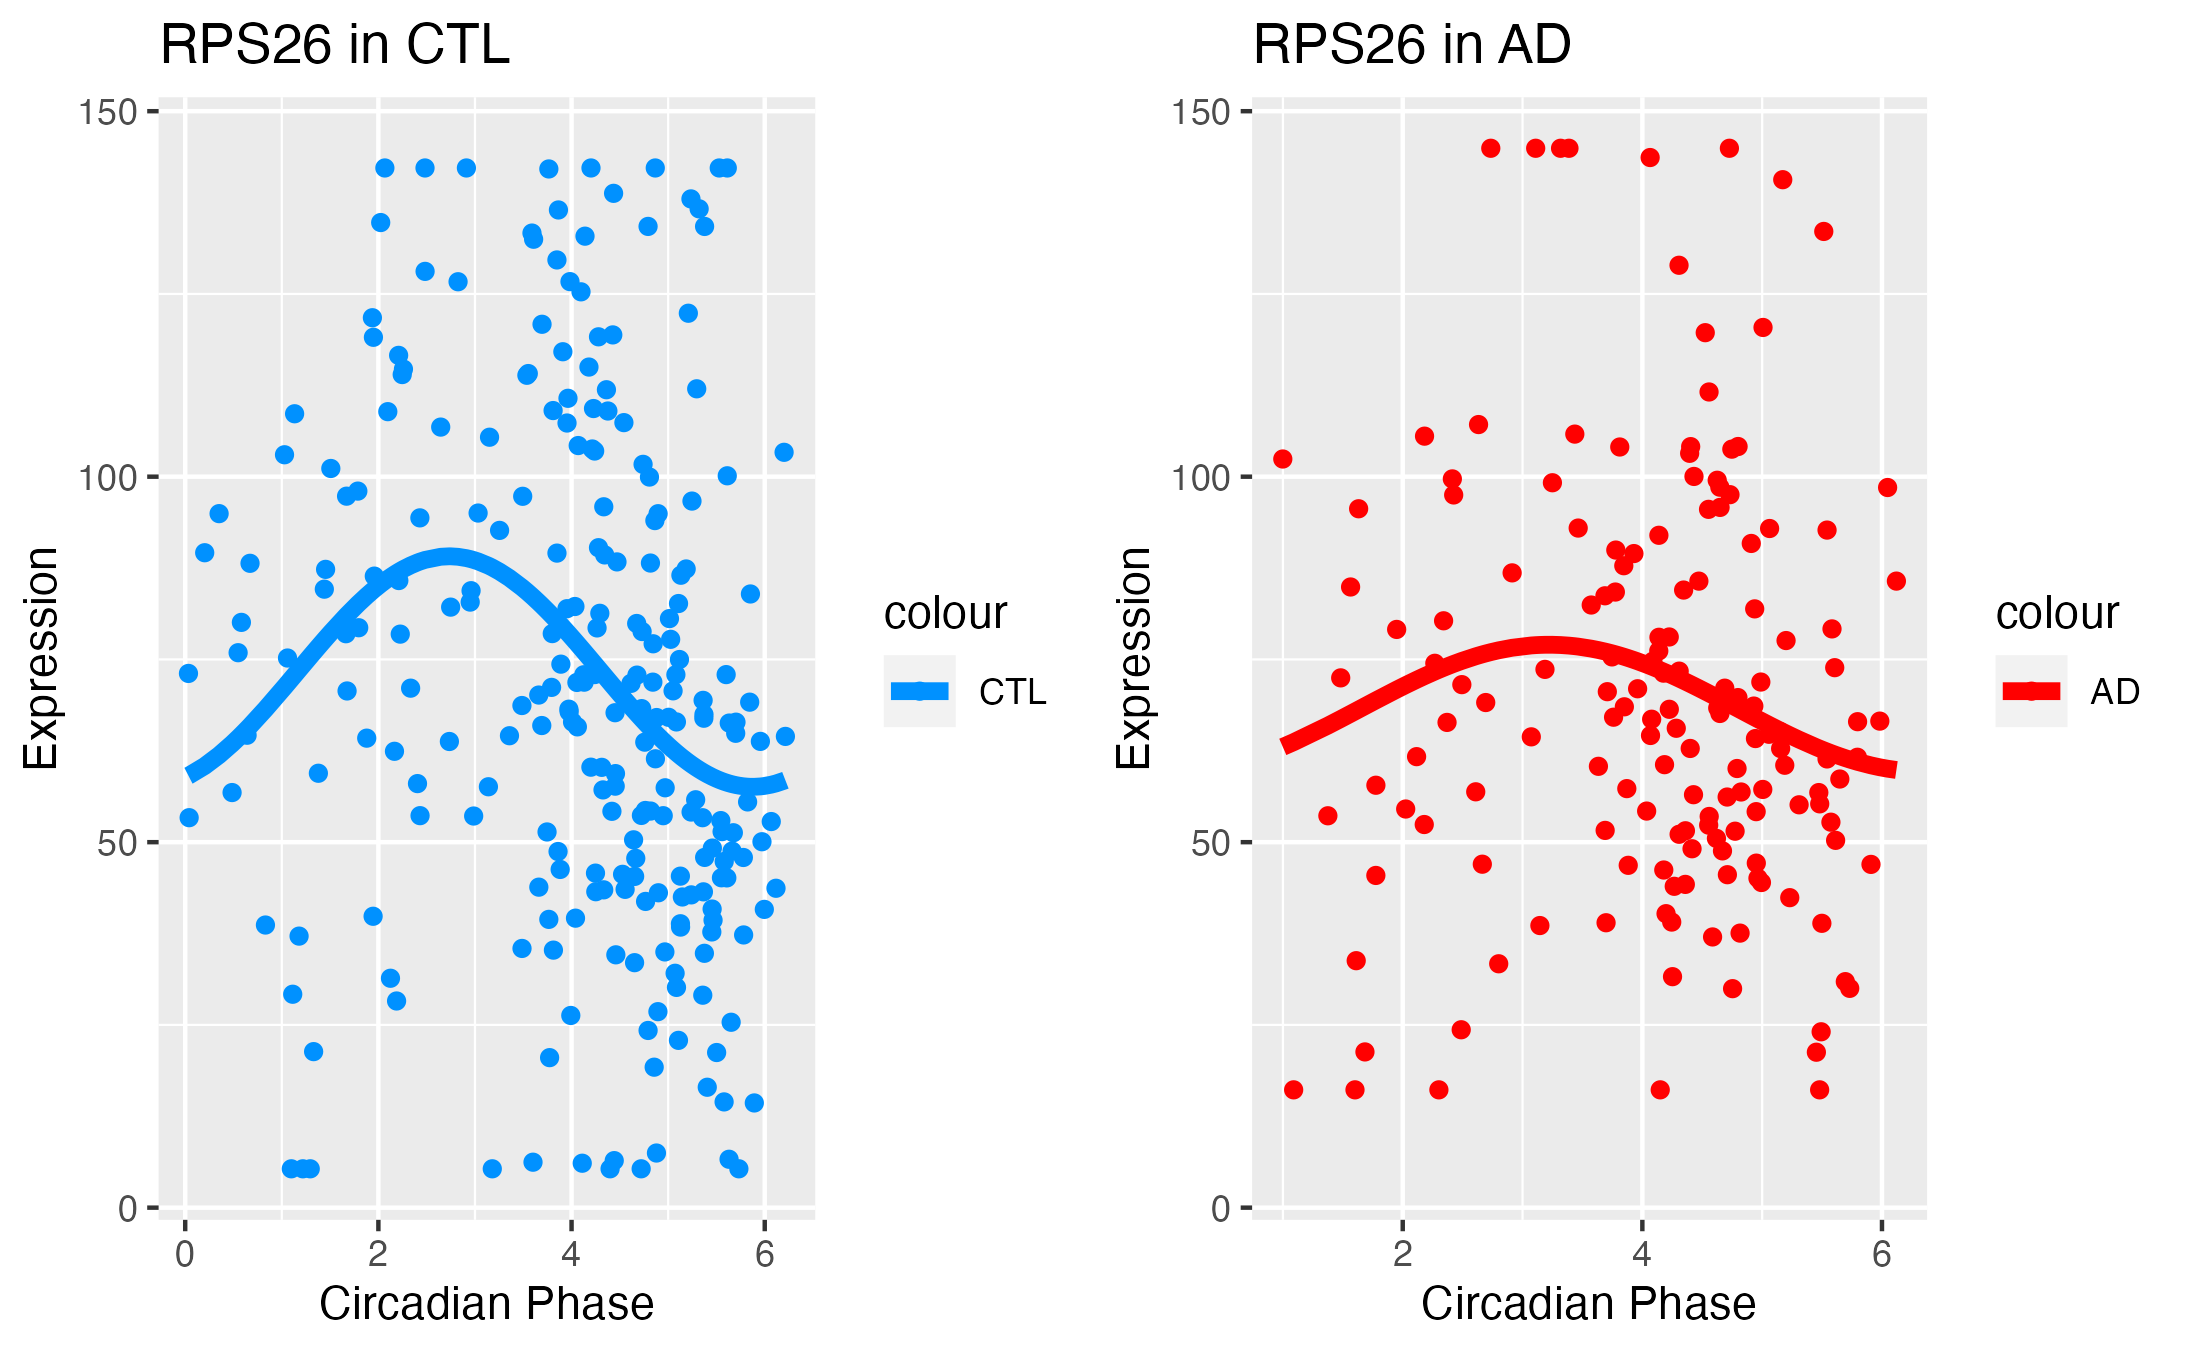 RPS26 in CTL
150
100
50
0
Expression
0 2 4 6
Circadian Phase
colour
CTL
RPS26 in AD
150
100
50
0
Expression
2 4 6
Circadian Phase
colour
AD